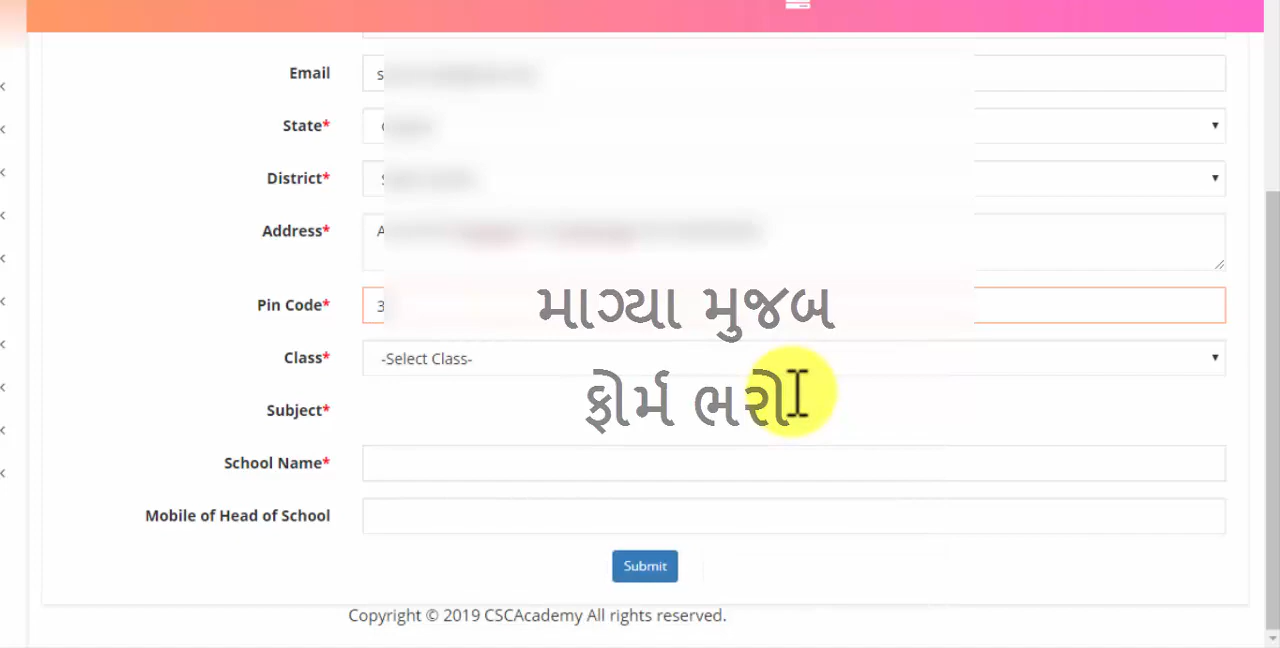 Email
State*
District*
Address*
Pin Code* 3
માગ્યા મુજબ
Class* -Select Class-
ફોર્મ ભરો
Subject*
School Name*
Mobile of Head of School
Submit
Copyright © 2019 CSCAcademy All rights reserved.